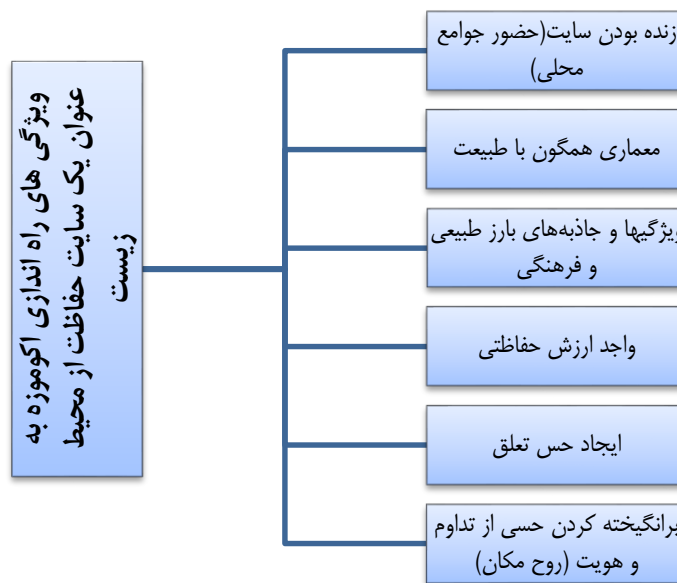 ویژگی های راه اندازی اکوموزه به
عنوان یک سایت حفاظت از محیط
زیست
زنده بودن سایت(حضور جوامع
محلی)
معماری همگون با طبیعت
ویژگیها و جاذبه‌های بارز طبیعی
و فرهنگی
واجد ارزش حفاظتی
ایجاد حس تعلق
برانگیخته کردن حسی از تداوم
و هویت (روح مکان)